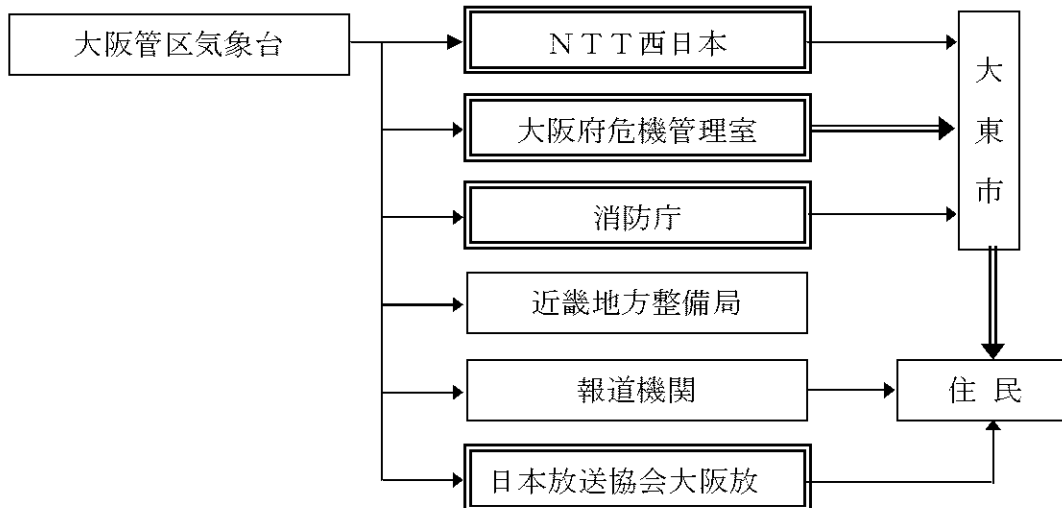 大阪管区気象台
ＮＴＴ西日本
大阪府危機管理室
消防庁
近畿地方整備局
報道機関
日本放送協会大阪放
大東市
住民